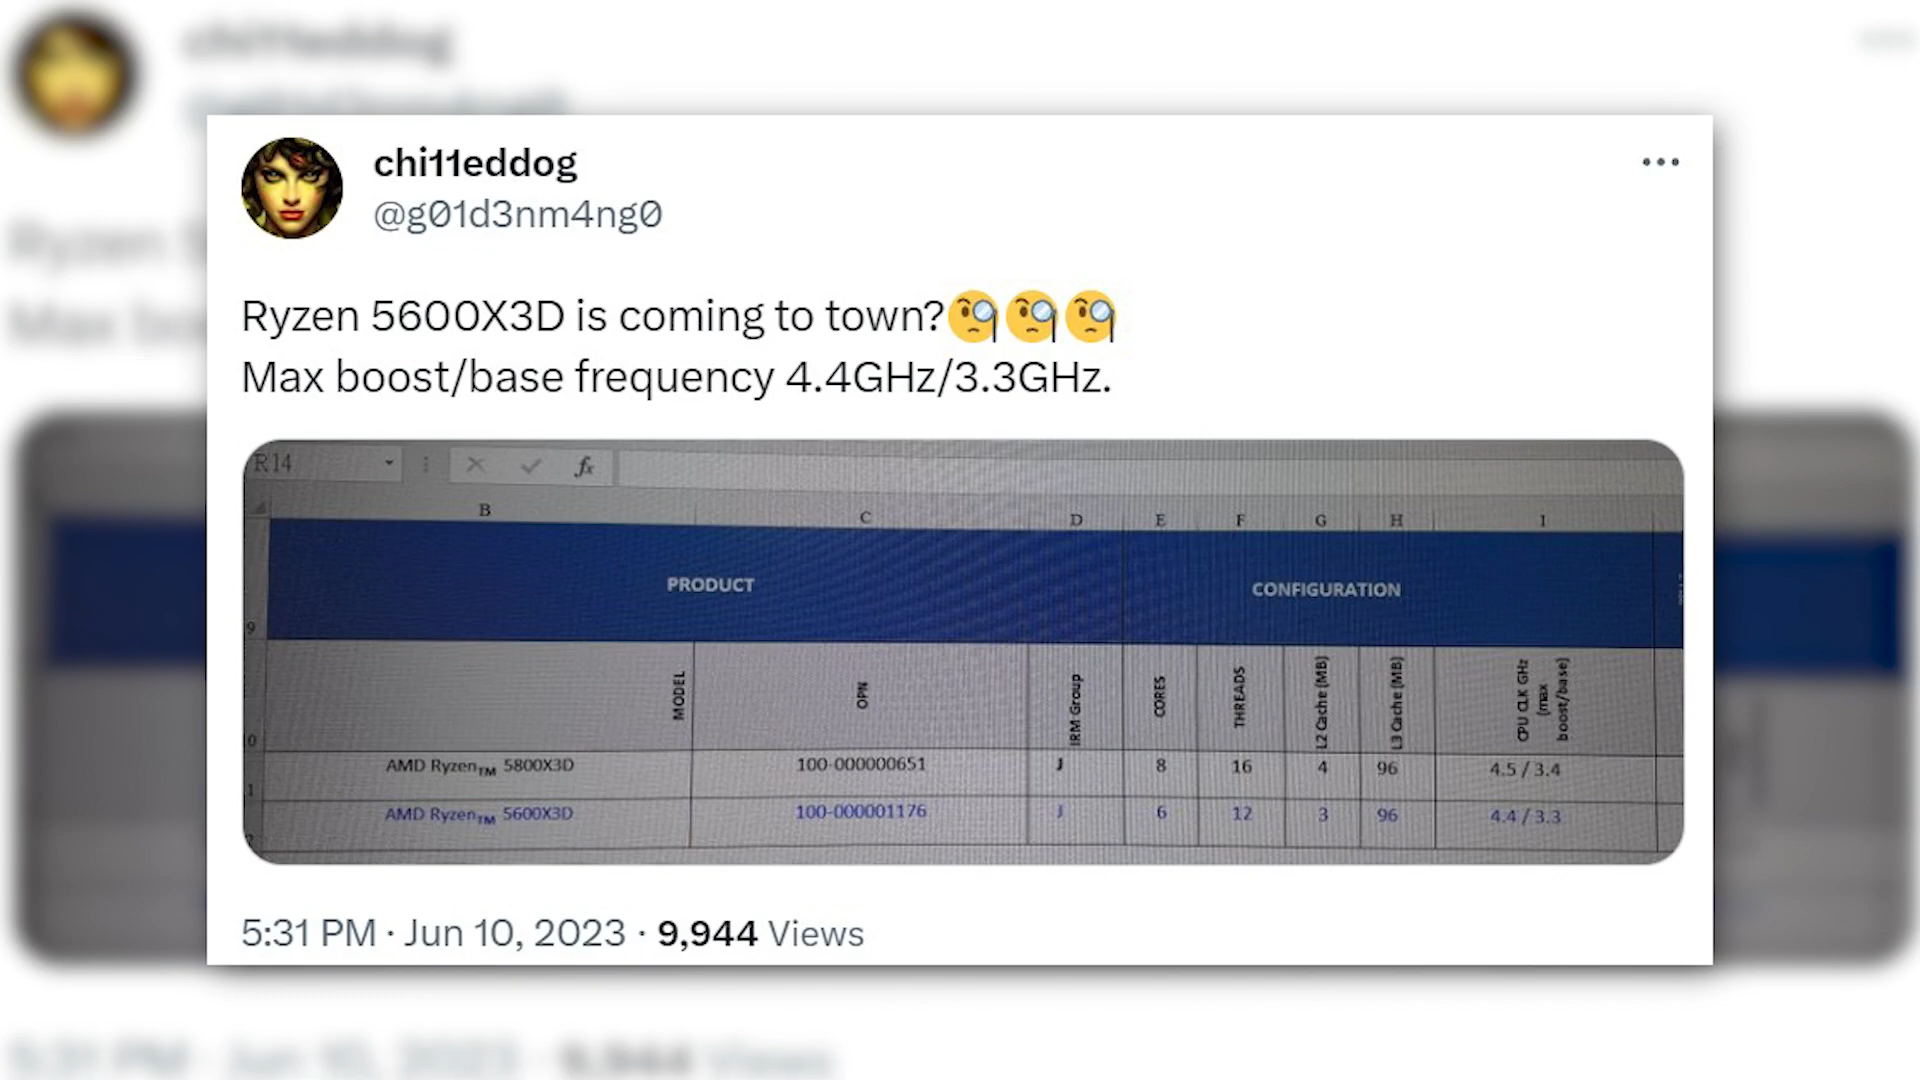 chi11eddog
@g01d3nm4ng0
Ryzen 5600X3D is coming to town?🧐🧐🧐
Max boost/base frequency 4.4GHz/3.3GHz.
R14
fx
B C D E F G H I
PRODUCT CONFIGURATION
9
MODEL OPN IRM Group CORES THREADS L2 Cache (MB) L3 Cache (MB) CPU CLK GHz (max boost/base)
AMD Ryzen™ 5800X3D 100-000000651 J 8 16 4 96 4.5 / 3.4
AMD Ryzen™ 5600X3D 100-000001176 J 6 12 3 96 4.4 / 3.3
5:31 PM · Jun 10, 2023 · 9,944 Views